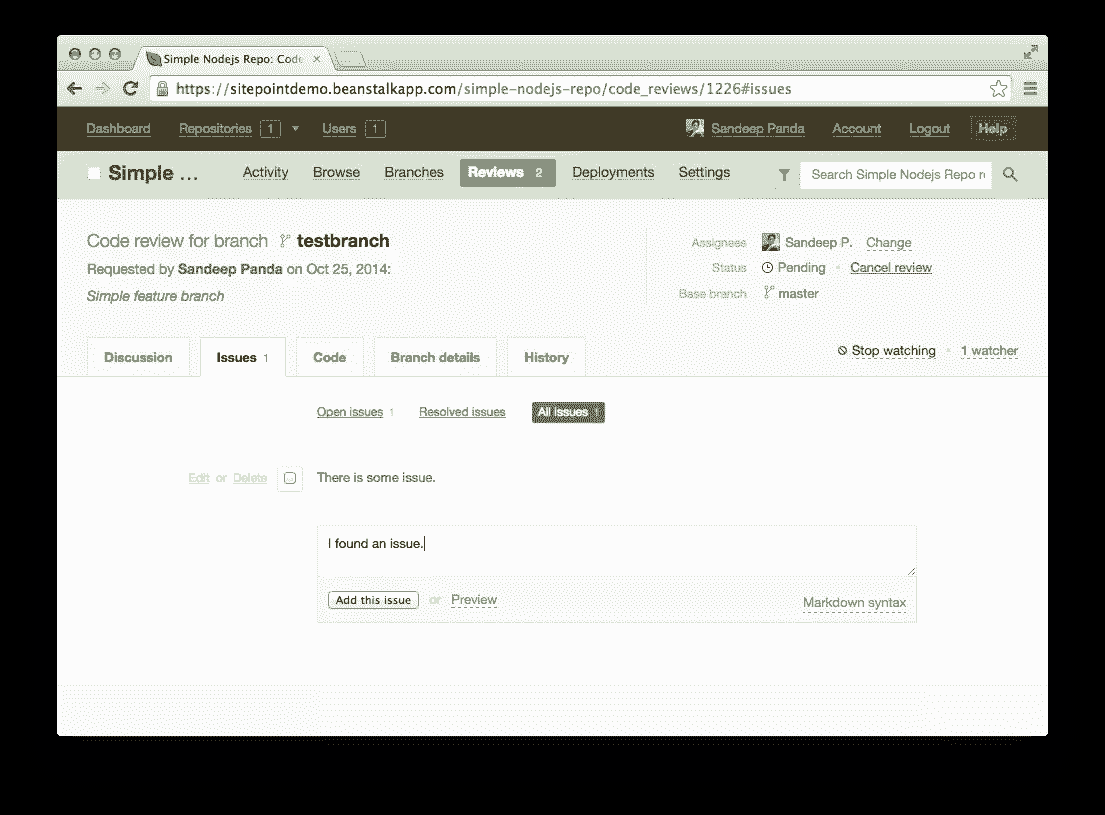 Simple Nodejs Repo: Code
https://sitepointdemo.beanstalkapp.com/simple-nodejs-repo/code_reviews/1226#issues
Dashboard Repositories 1 Users 1 Sandeep Panda Account Logout Help
Simple ... Activity Browse Branches Reviews 2 Deployments Settings Search Simple Nodejs Repo r
Code review for branch testbranch
Requested by Sandeep Panda on Oct 25, 2014:
Simple feature branch
Assignees Sandeep P. Change
Status Pending • Cancel review
Base branch master
Discussion Issues 1 Code Branch details History Stop watching • 1 watcher
Open issues 1 Resolved issues All issues 1
Edit or Delete There is some issue.
I found an issue.
Add this issue or Preview Markdown syntax